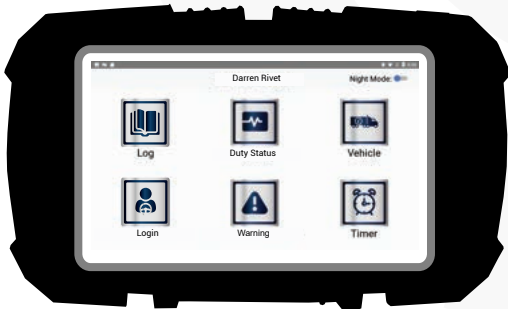 Darren Rivet
Night Mode:
Log
Duty Status
Vehicle
Login
Warning
Timer